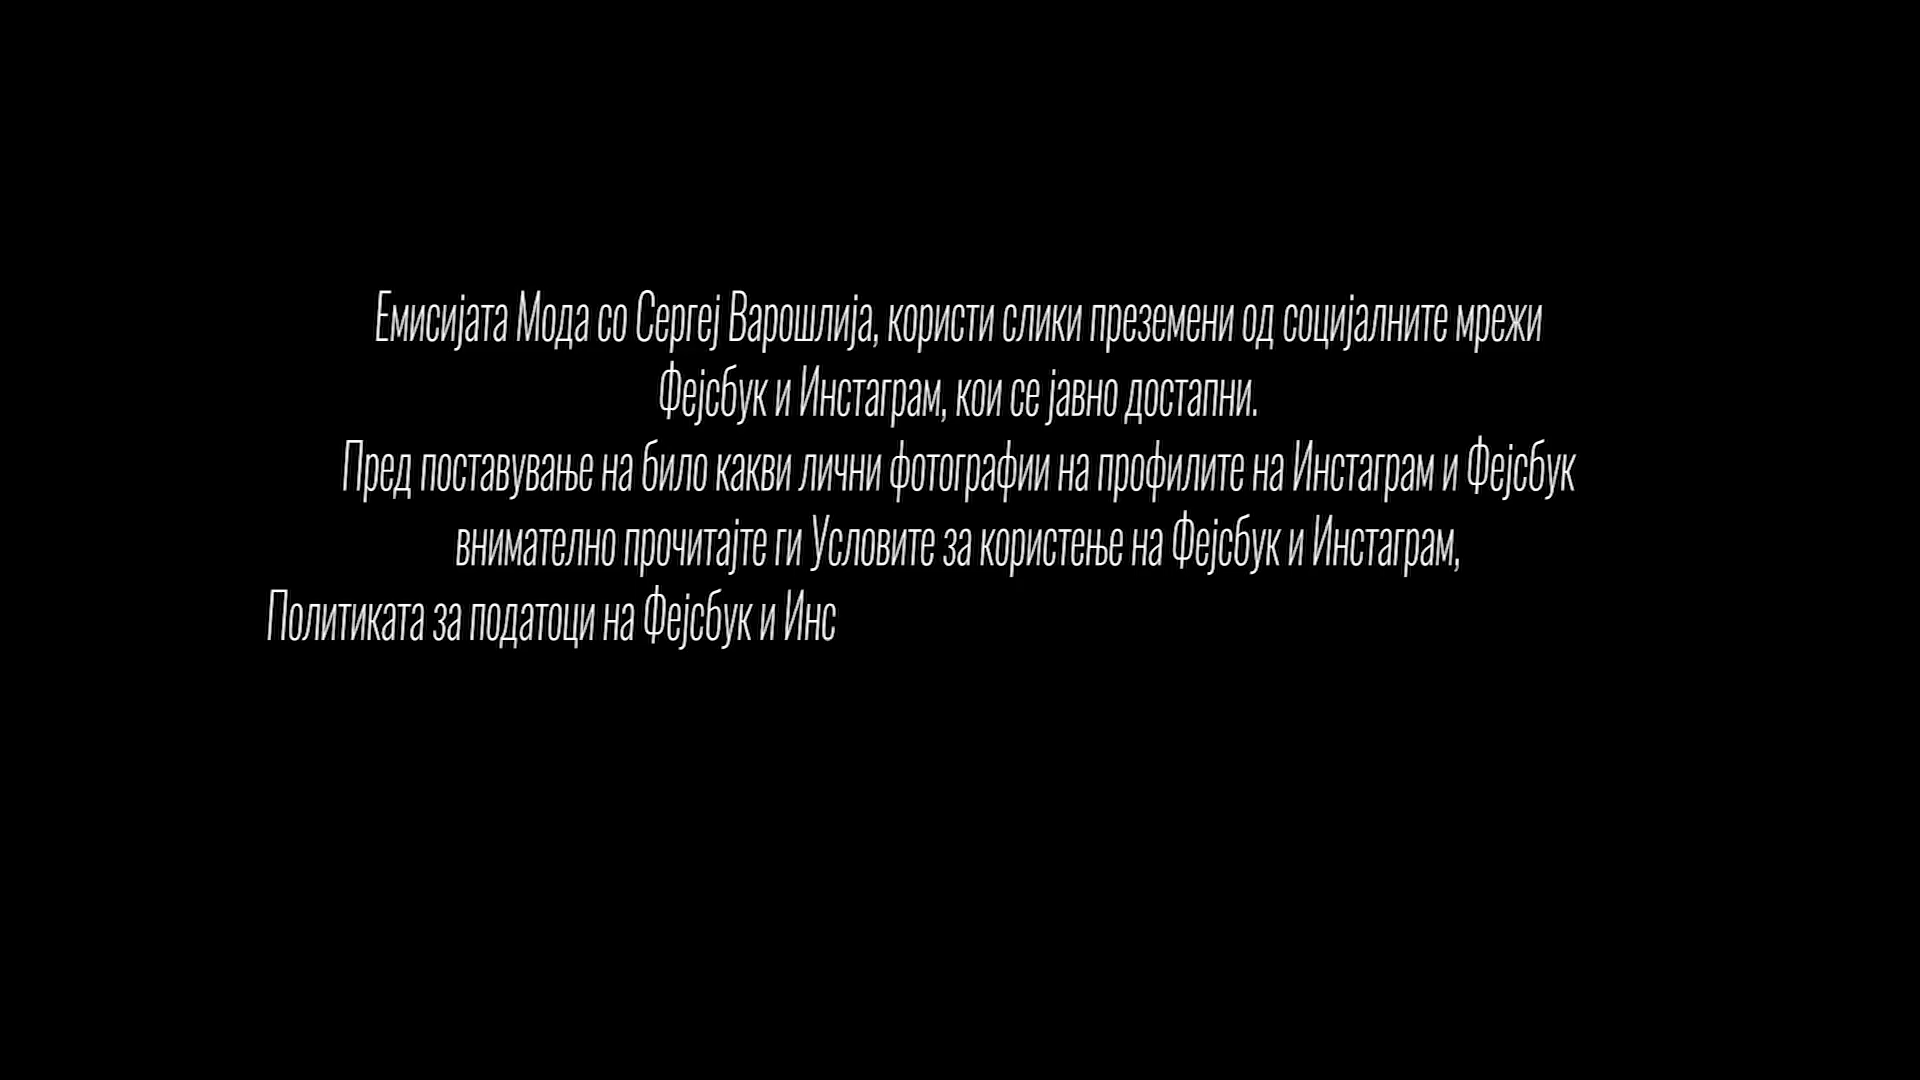 Емисијата Мода со Сергеј Варошлија, користи слики преземени од социјалните мрежи
Фејсбук и Инстаграм, кои се јавно достапни.
Пред поставување на било какви лични фотографии на профилите на Инстаграм и Фејсбук
внимателно прочитајте ги Условите за користење на Фејсбук и Инстаграм,
Политиката за податоци на Фејсбук и Инс